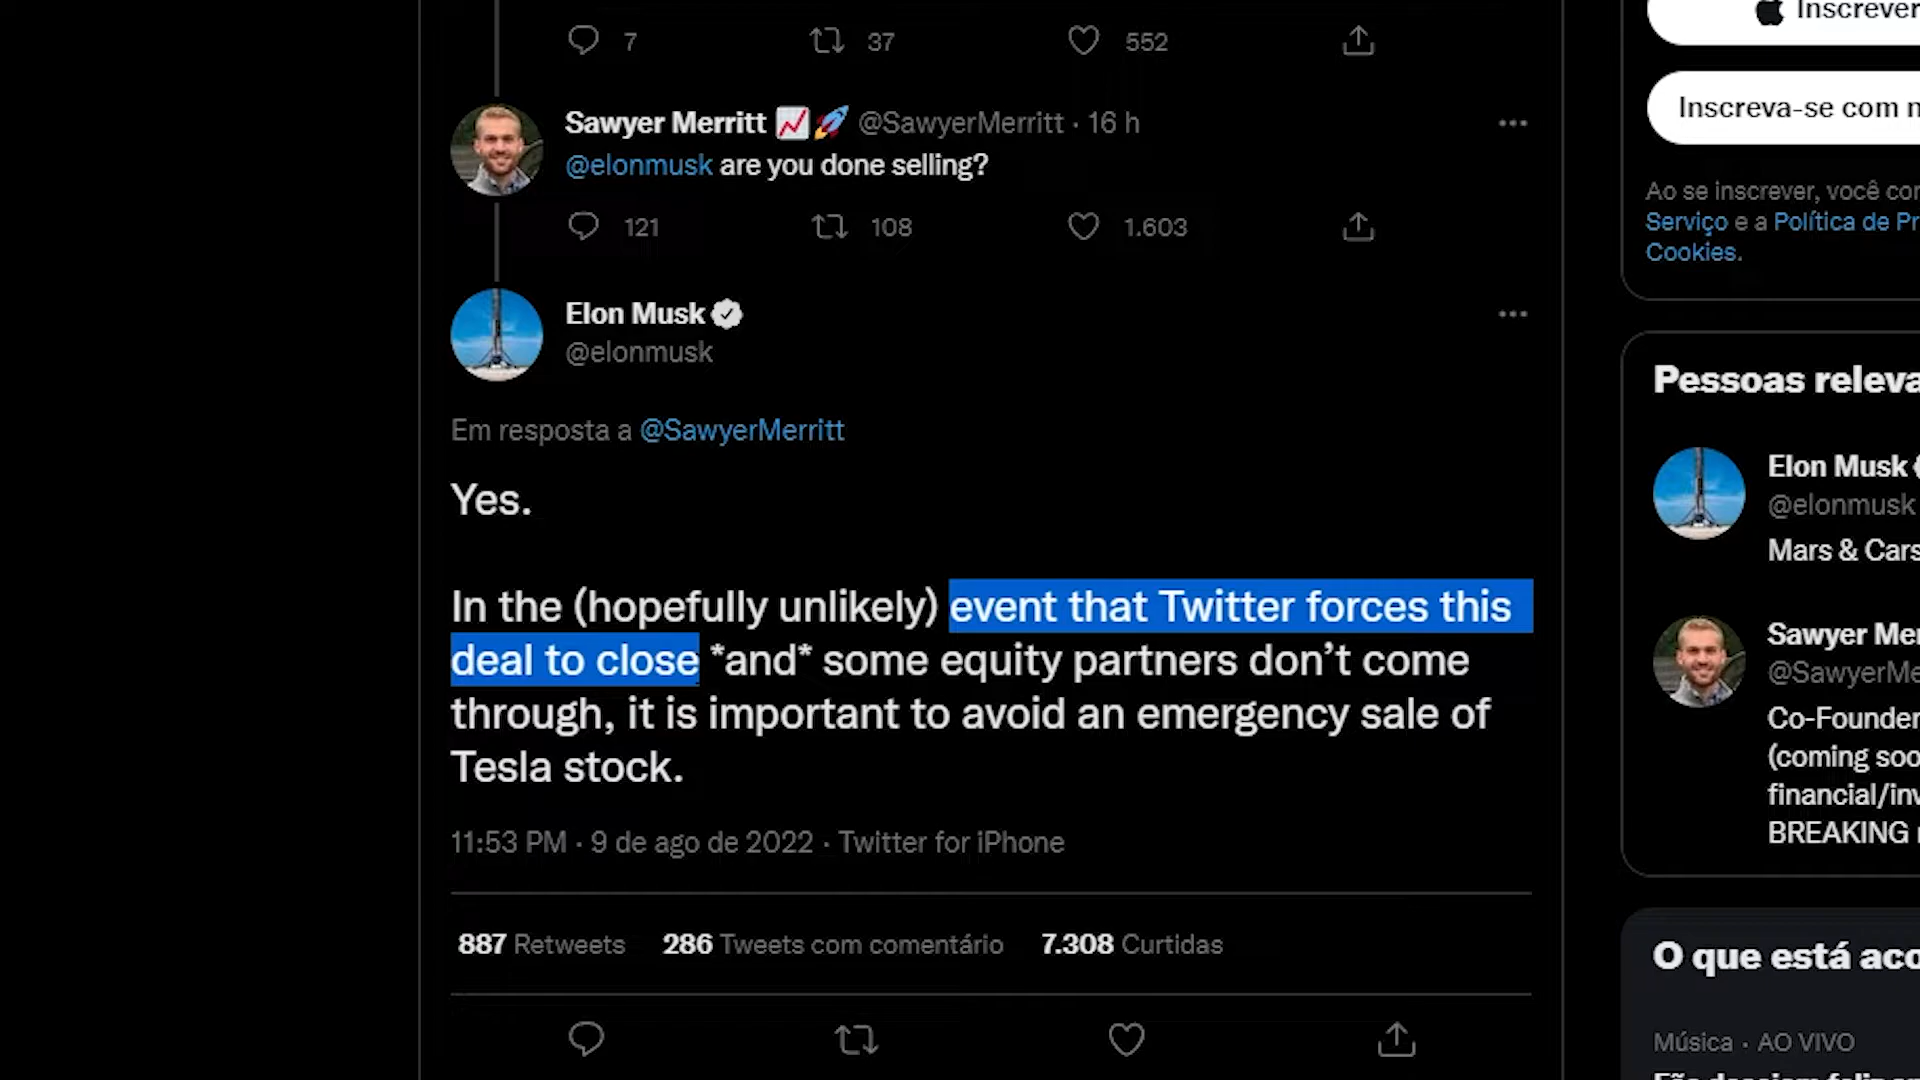 7 37 552
Sawyer Merritt 📈🚀 @SawyerMerritt · 16 h
@elonmusk are you done selling?
121 108 1.603
Elon Musk
@elonmusk
Em resposta a @SawyerMerritt
Yes.
In the (hopefully unlikely) event that Twitter forces this
deal to close *and* some equity partners don’t come
through, it is important to avoid an emergency sale of
Tesla stock.
11:53 PM · 9 de ago de 2022 · Twitter for iPhone
887 Retweets 286 Tweets com comentário 7.308 Curtidas
Inscrever
Inscreva-se com n
Ao se inscrever, você con
Serviço e a Política de Pr
Cookies.
Pessoas releva
Elon Musk
@elonmusk
Mars & Cars
Sawyer Mer
@SawyerMe
Co-Founder
(coming soo
financial/inv
BREAKING
O que está aco
Música · AO VIVO